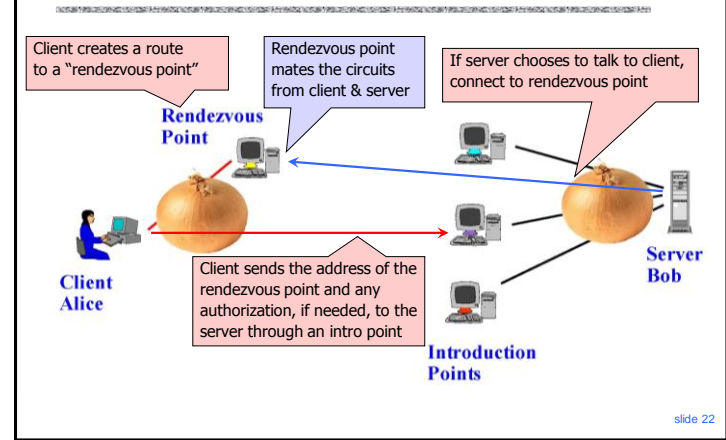 Client creates a route
to a “rendezvous point”
Rendezvous point
mates the circuits
from client & server
If server chooses to talk to client,
connect to rendezvous point
Rendezvous
Point
Client
Alice
Client sends the address of the
rendezvous point and any
authorization, if needed, to the
server through an intro point
Server
Bob
Introduction
Points
slide 22